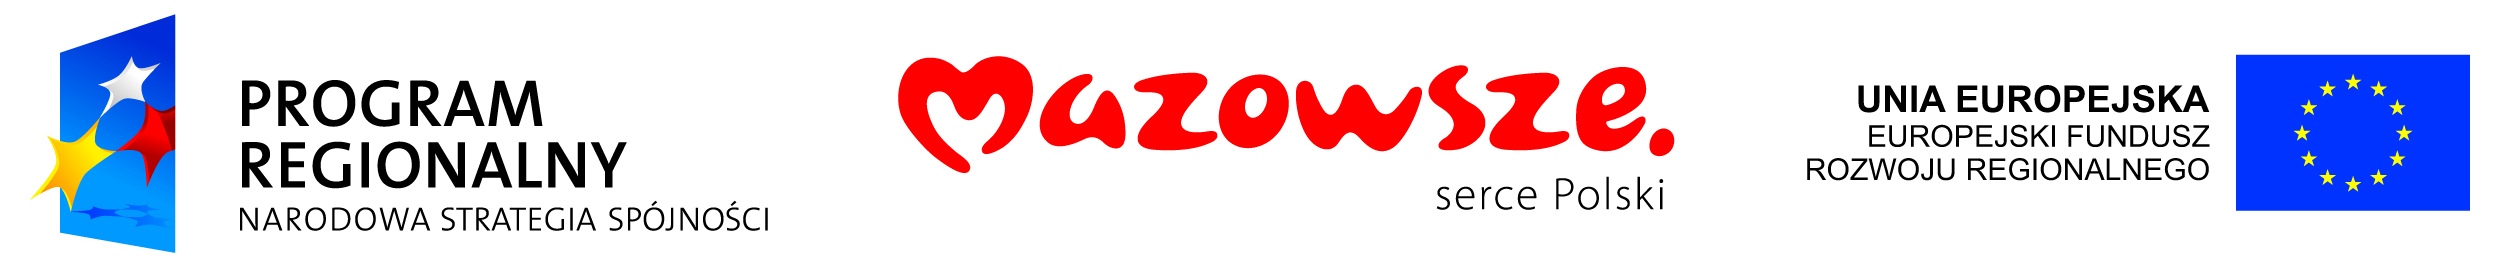 PROGRAM
REGIONALNY
NARODOWA STRATEGIA SPÓJNOŚCI
Mazowsze.
serce Polski
UNIA EUROPEJSKA
EUROPEJSKI FUNDUSZ
ROZWOJU REGIONALNEGO